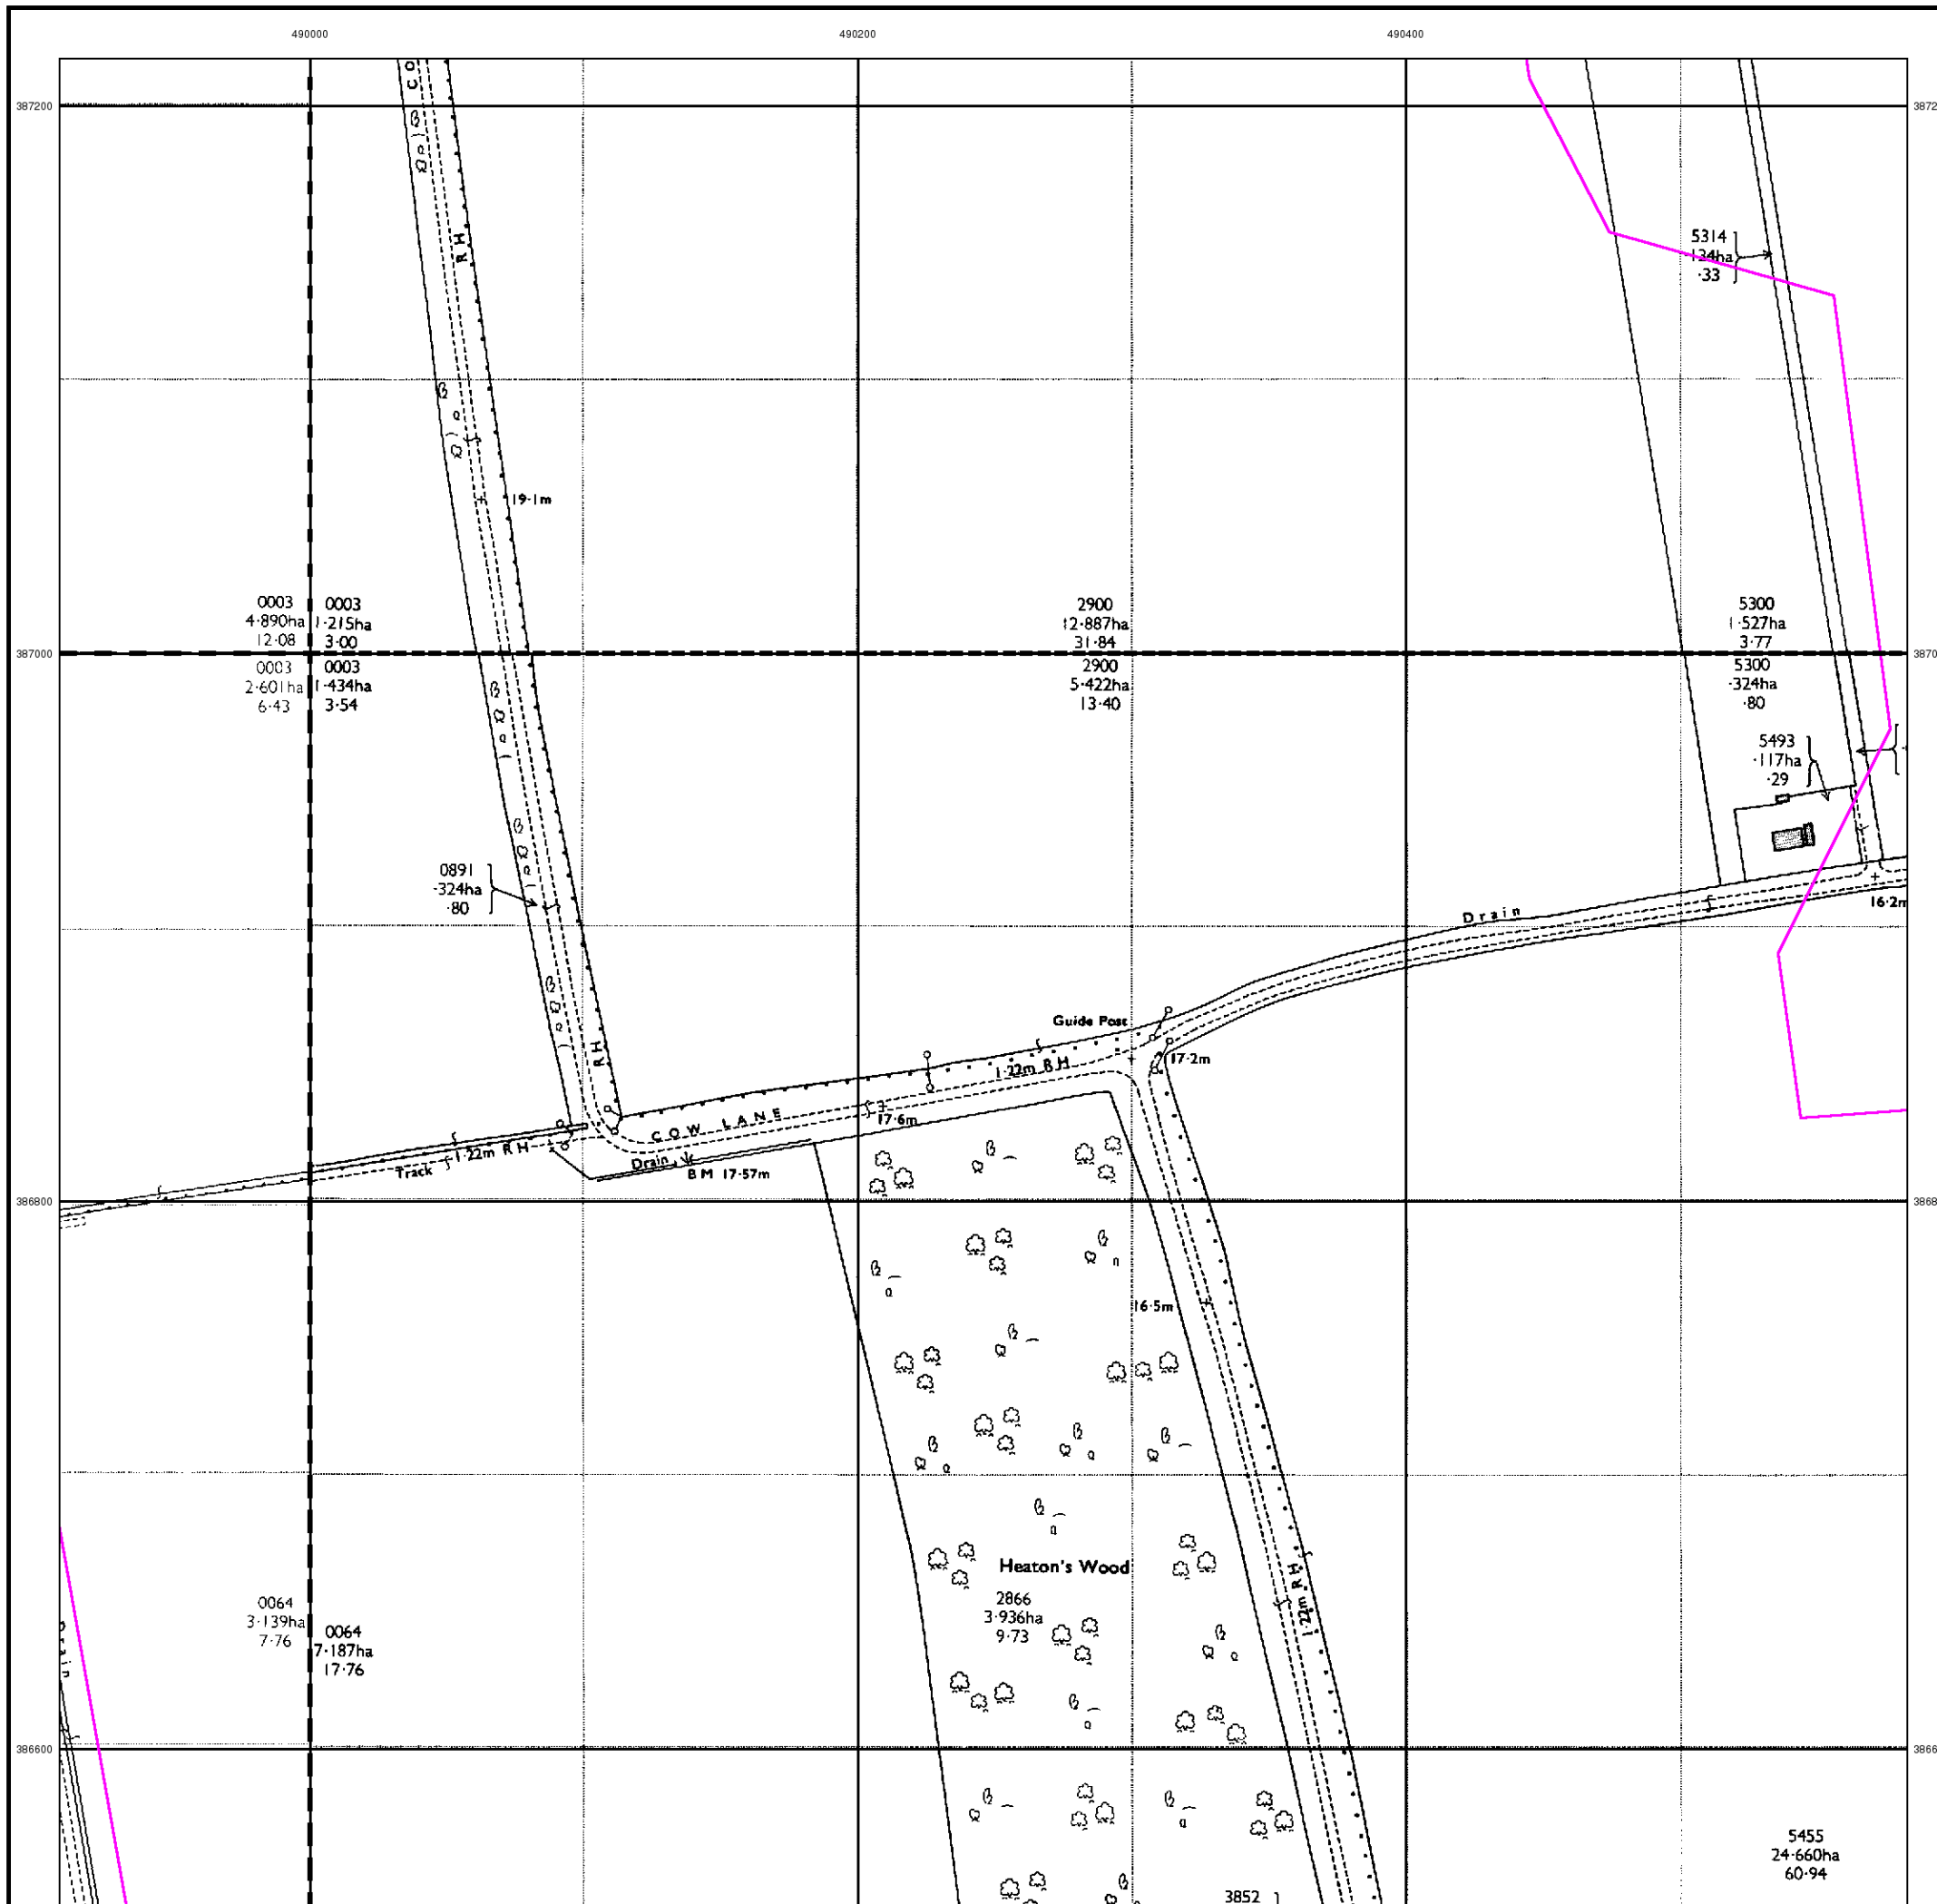 490000
490200
490400
387200
CO
RH
5314
·124ha
·33
19·1m
0003
4·890ha
12·08
0003
1·215ha
3·00
2900
12·887ha
31·84
5300
1·527ha
3·77
387000
0003
2·601ha
6·43
0003
1·434ha
3·54
2900
5·422ha
13·40
5300
·324ha
·80
5493
·117ha
·29
0891
·324ha
·80
Drain
16·2m
Guide Post
RH
1·22m RH
17·2m
COW LANE
17·6m
1·22m RH
Track
Drain
BM 17·57m
386800
16·5m
Heaton's Wood
2866
3·936ha
9·73
1·22m RH
0064
3·139ha
7·76
0064
7·187ha
17·76
Drain
386600
5455
24·660ha
60·94
3852